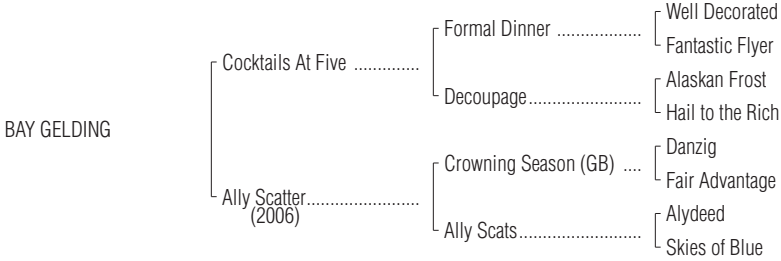 Well Decorated
Formal Dinner ...................
Fantastic Flyer
Cocktails At Five ...............
Alaskan Frost
Decoupage.........................
Hail to the Rich
BAY GELDING
Danzig
Crowning Season (GB) ....
Fair Advantage
Ally Scatter.........................
(2006)
Alydeed
Ally Scats...........................
Skies of Blue